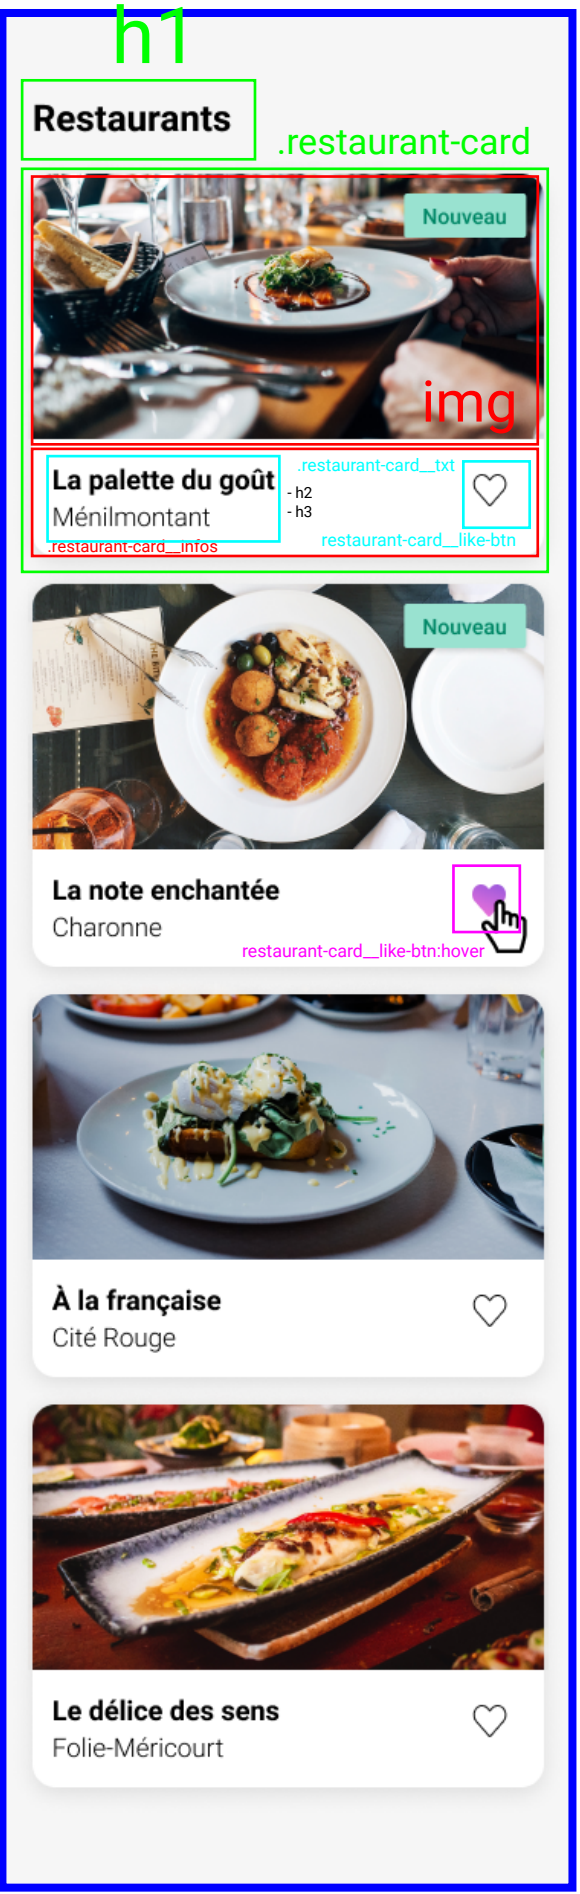 h1
Restaurants
.restaurant-card
Nouveau
img
La palette du goût
.restaurant-card__txt
- h2
Ménilmontant
- h3
restaurant-card__like-btn
.restaurant-card__infos
Nouveau
La note enchantée
Charonne
restaurant-card__like-btn:hover
À la française
Cité Rouge
Le délice des sens
Folie-Méricourt